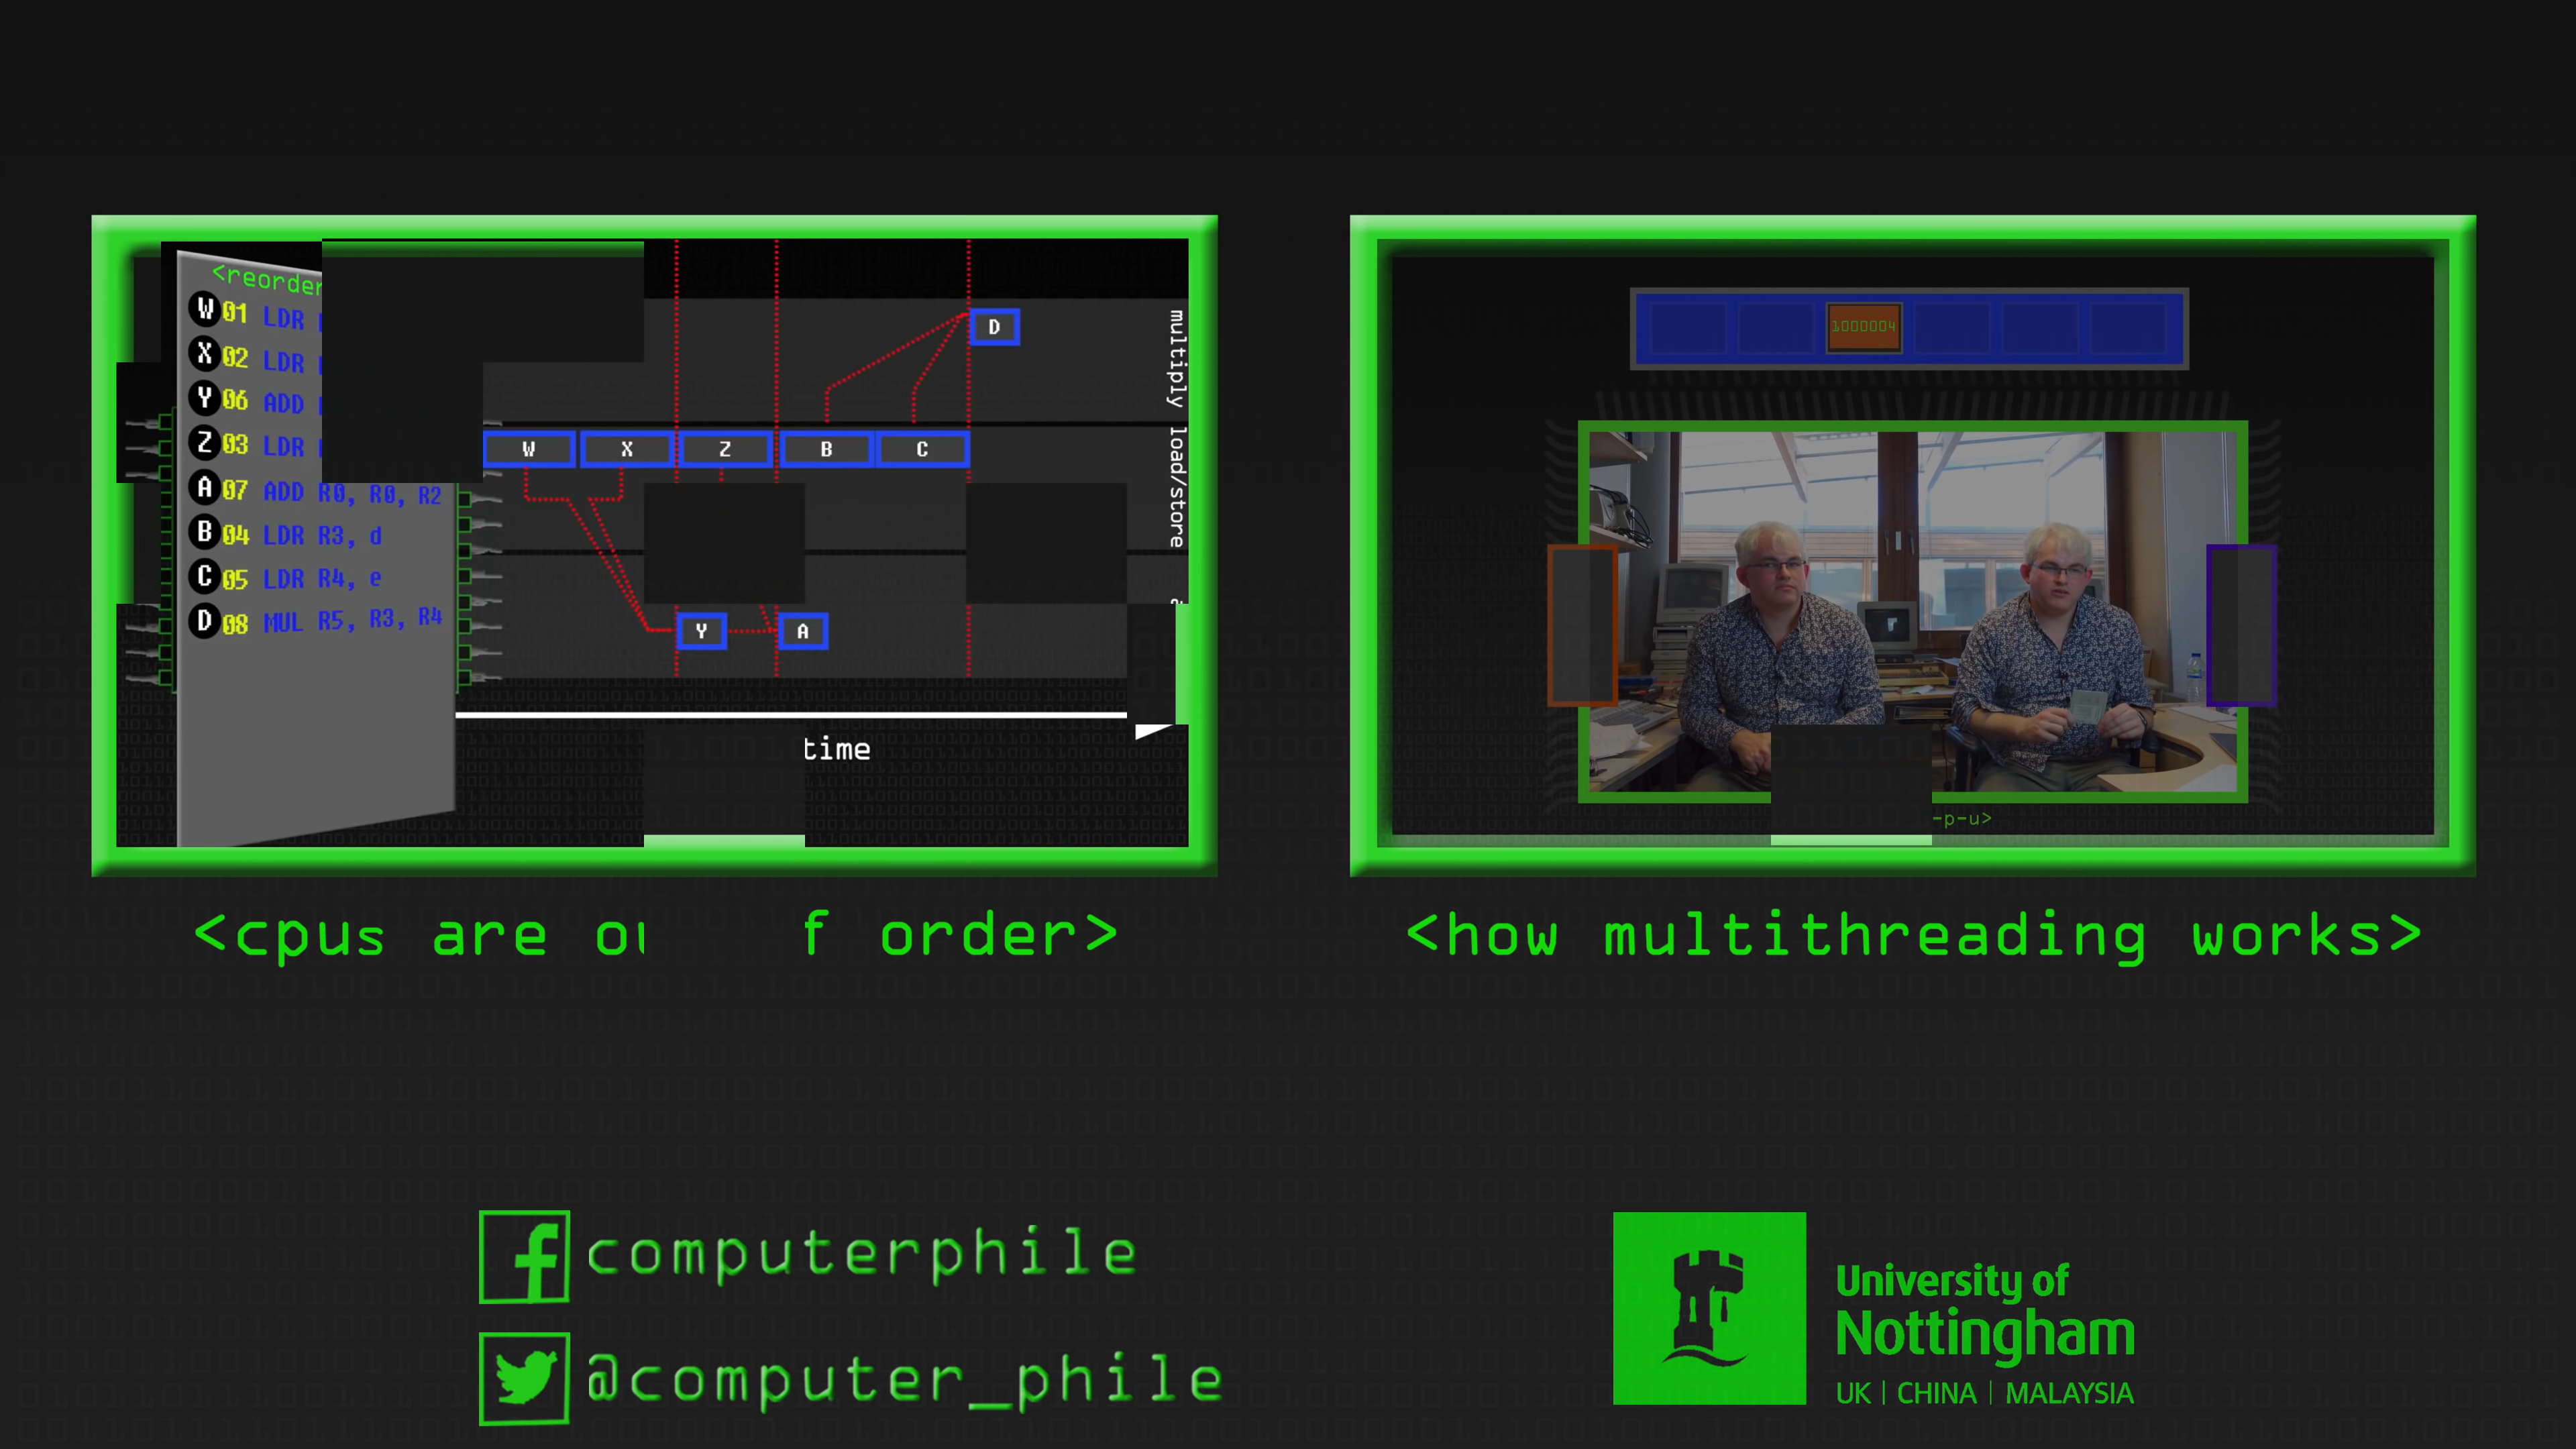 <reorder
W 01 LDR
X 02 LDR
Y 06 ADD
Z 03 LDR
A 07 ADD R0, R0, R2
B 04 LDR R3, d
C 05 LDR R4, e
D 08 MUL R5, R3, R4
D
W X Z B C
Y A
multiply
load/store
time
1000004
-p-u>
<cpus are f order>
<how multithreading works>
computerphile
@computer_phile
University of
Nottingham
UK | CHINA | MALAYSIA